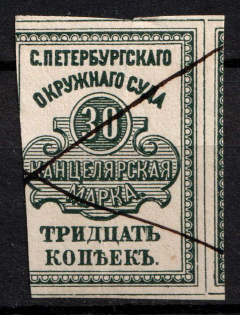 С. ПЕТЕРБУРГСКАГО
ОКРУЖНАГО СУДА
30
КАНЦЕЛЯРСКАЯ
МАРКА
ТРИДЦАТЬ
КОПѢЕКЪ.